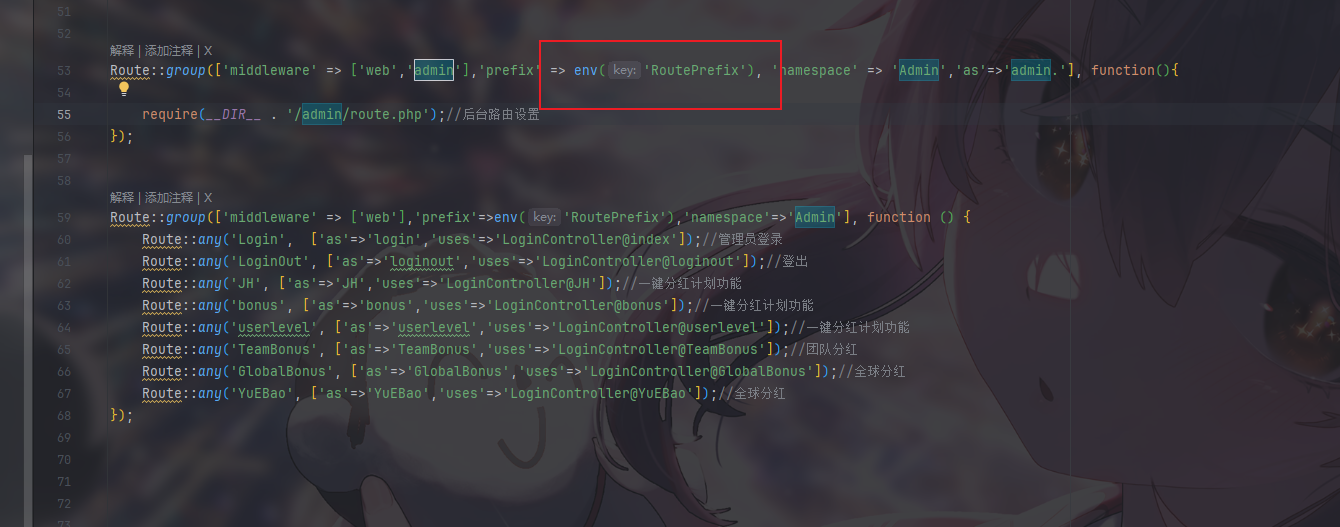 51
52
解释 | 添加注释 | X
53 Route::group(['middleware' => ['web','admin'],'prefix' => env( key: 'RoutePrefix'), 'namespace' => 'Admin','as'=>'admin.'], function(){
54
55 require(__DIR__ . '/admin/route.php');//后台路由设置
56 });
57
58
解释 | 添加注释 | X
59 Route::group(['middleware' => ['web'],'prefix'=>env( key: 'RoutePrefix'),'namespace'=>'Admin'], function () {
60 Route::any('Login', ['as'=>'login','uses'=>'LoginController@index']);//管理员登录
61 Route::any('LoginOut', ['as'=>'loginout','uses'=>'LoginController@loginout']);//登出
62 Route::any('JH', ['as'=>'JH','uses'=>'LoginController@JH']);//一键分红计划功能
63 Route::any('bonus', ['as'=>'bonus','uses'=>'LoginController@bonus']);//一键分红计划功能
64 Route::any('userlevel', ['as'=>'userlevel','uses'=>'LoginController@userlevel']);//一键分红计划功能
65 Route::any('TeamBonus', ['as'=>'TeamBonus','uses'=>'LoginController@TeamBonus']);//团队分红
66 Route::any('GlobalBonus', ['as'=>'GlobalBonus','uses'=>'LoginController@GlobalBonus']);//全球分红
67 Route::any('YuEBao', ['as'=>'YuEBao','uses'=>'LoginController@YuEBao']);//全球分红
68 });
69
70
71
72
73